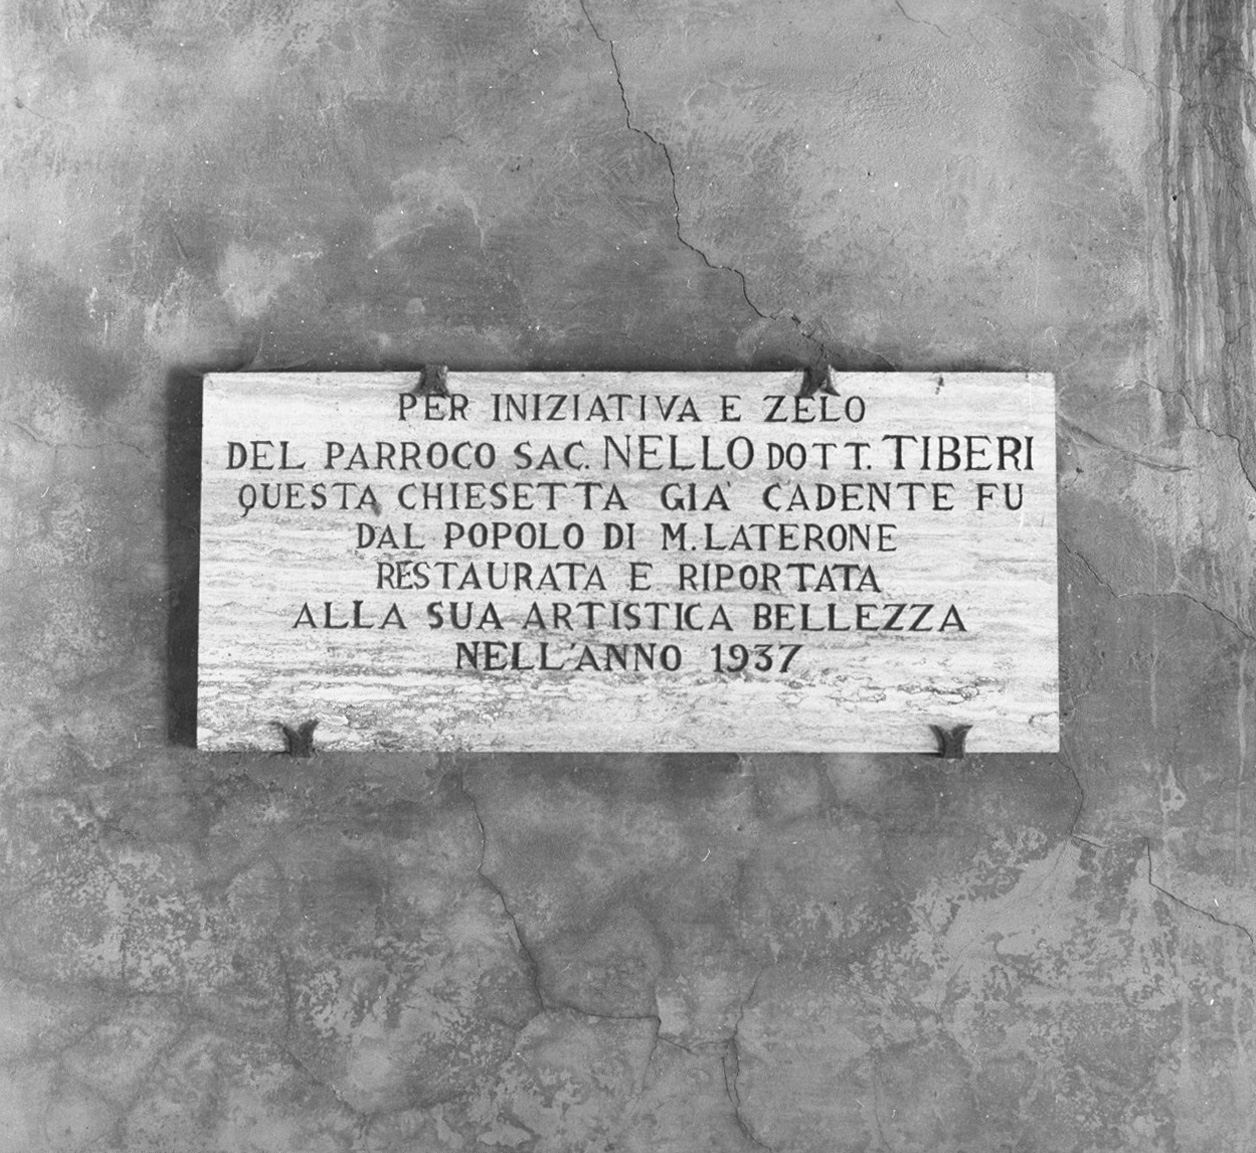 PER INIZIATIVA E ZELO
DEL PARROCO SAC. NELLO DOTT. TIBERI
QUESTA CHIESETTA GIA' CADENTE FU
DAL POPOLO DI M. LATERONE
RESTAURATA E RIPORTATA
ALLA SUA ARTISTICA BELLEZZA
NELL'ANNO 1937